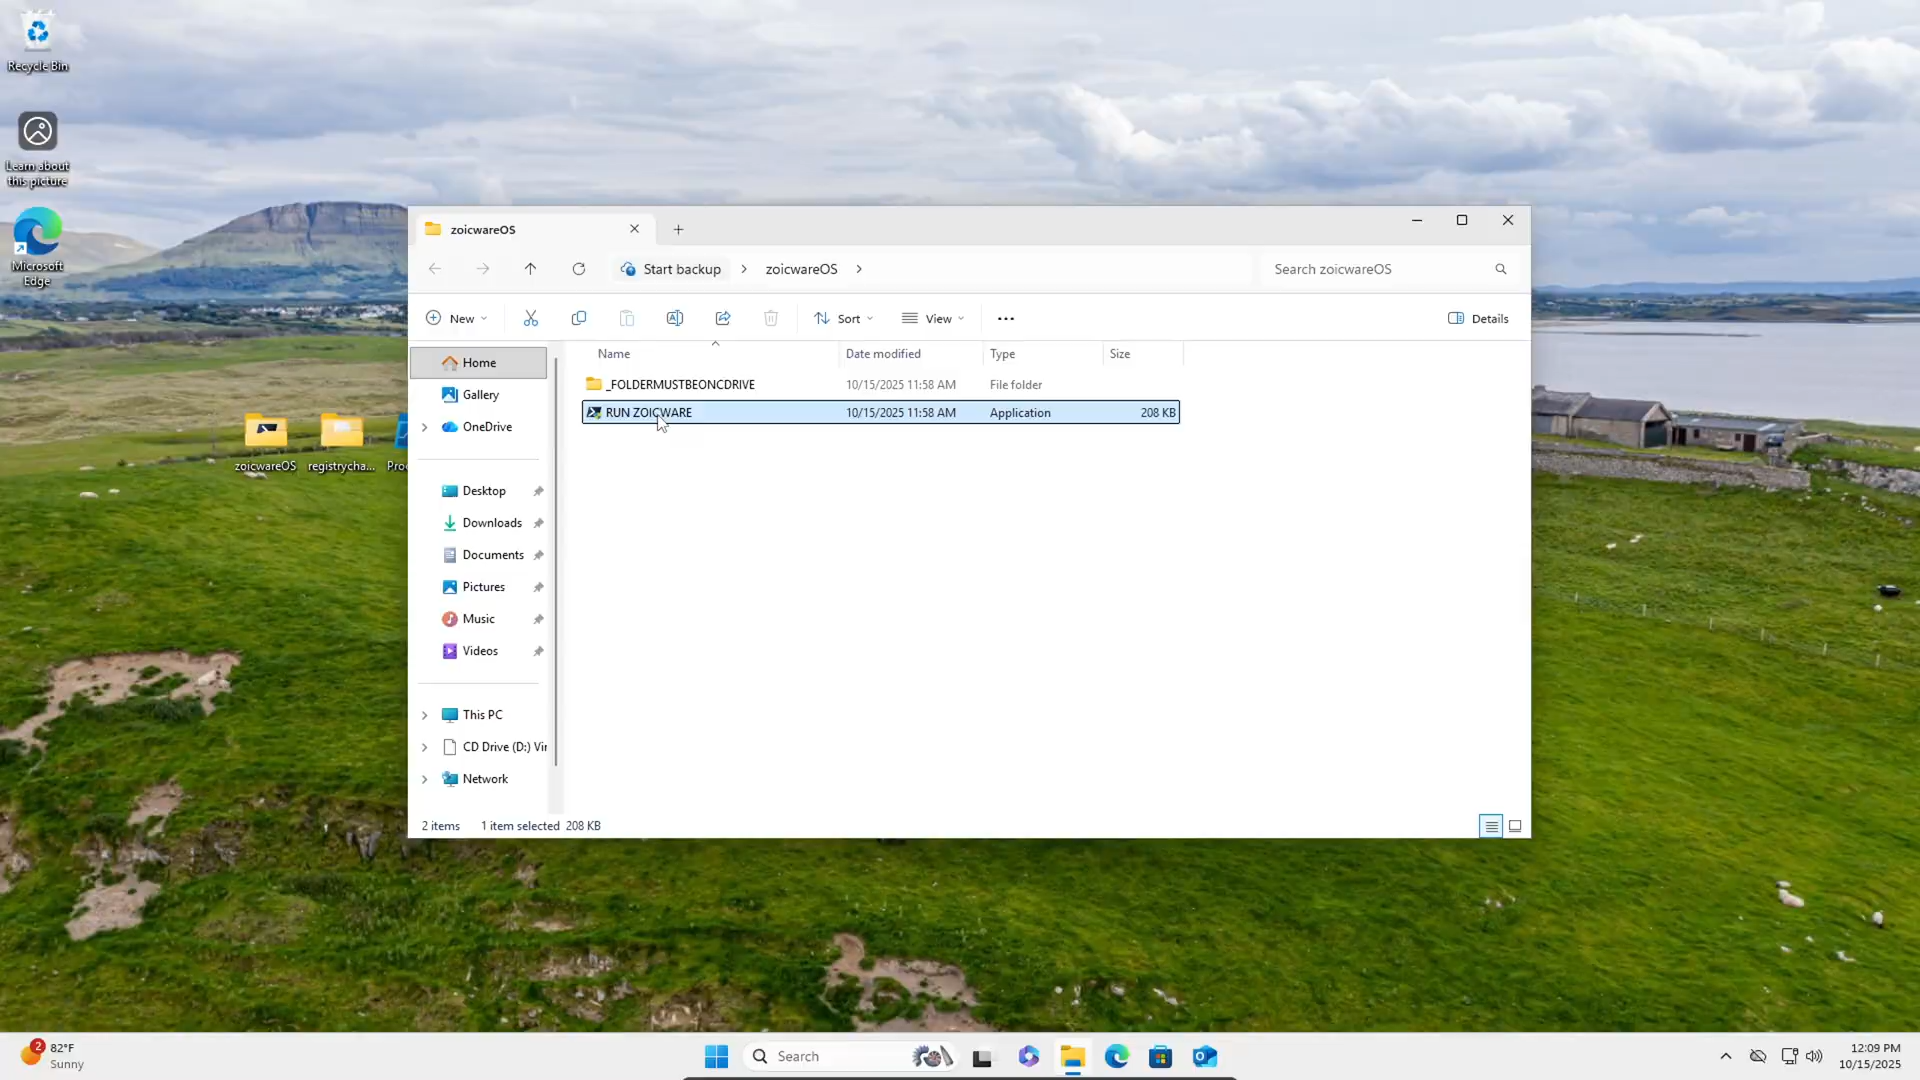 Recycle Bin
Learn about
this picture
Microsoft
Edge
zoicwareOS
registrycha...
zoicwareOS
Start backup
zoicwareOS
Search zoicwareOS
New
Sort
View
Details
Name
Date modified
Type
Size
_FOLDERMUSTBEONCDRIVE
10/15/2025 11:58 AM
File folder
RUN ZOICWARE
10/15/2025 11:58 AM
Application
208 KB
Home
Gallery
OneDrive
Desktop
Downloads
Documents
Pictures
Music
Videos
This PC
CD Drive (D:) Vir
Network
2 items
1 item selected 208 KB
2
82°F
Sunny
Search
12:09 PM
10/15/2025